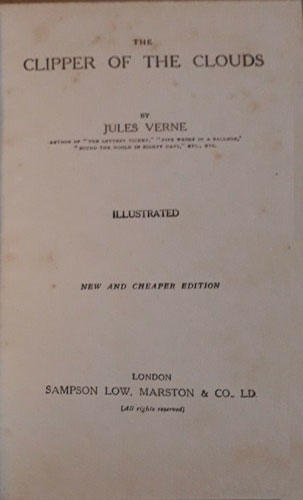 THE
CLIPPER OF THE CLOUDS
BY
JULES VERNE
AUTHOR OF "THE LOTTERY TICKET," "FIVE WEEKS IN A BALLOON,"
"ROUND THE WORLD IN EIGHTY DAYS," ETC., ETC.
ILLUSTRATED
NEW AND CHEAPER EDITION
LONDON
SAMPSON LOW, MARSTON & CO., LD.
(All rights reserved)